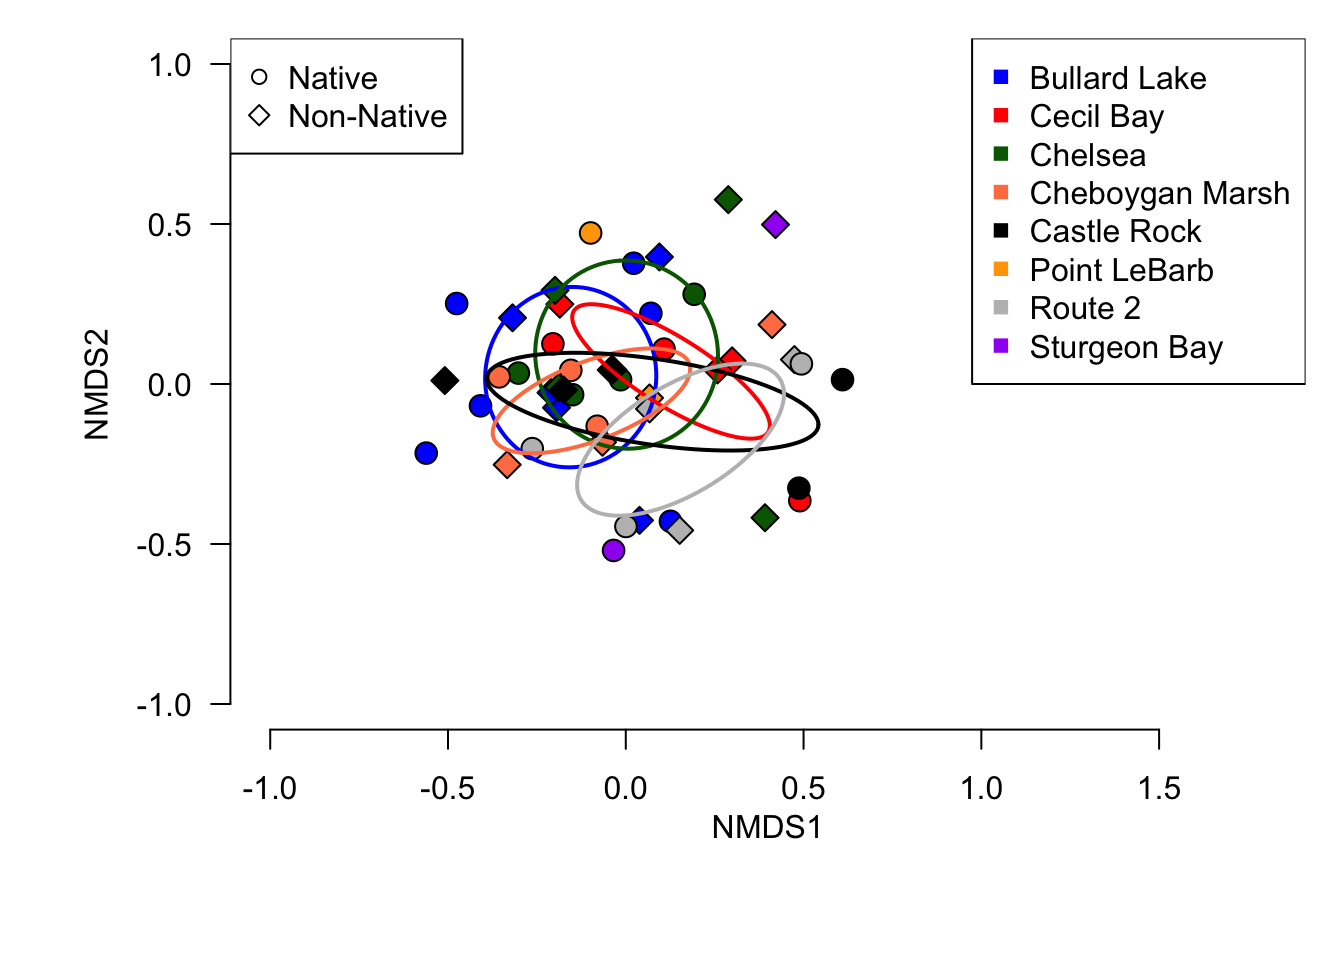 Native
Non-Native
Bullard Lake
Cecil Bay
Chelsea
Cheboygan Marsh
Castle Rock
Point LeBarb
Route 2
Sturgeon Bay
1.0
0.5
0.0
-0.5
-1.0
NMDS2
-1.0 -0.5 0.0 0.5 1.0 1.5
NMDS1